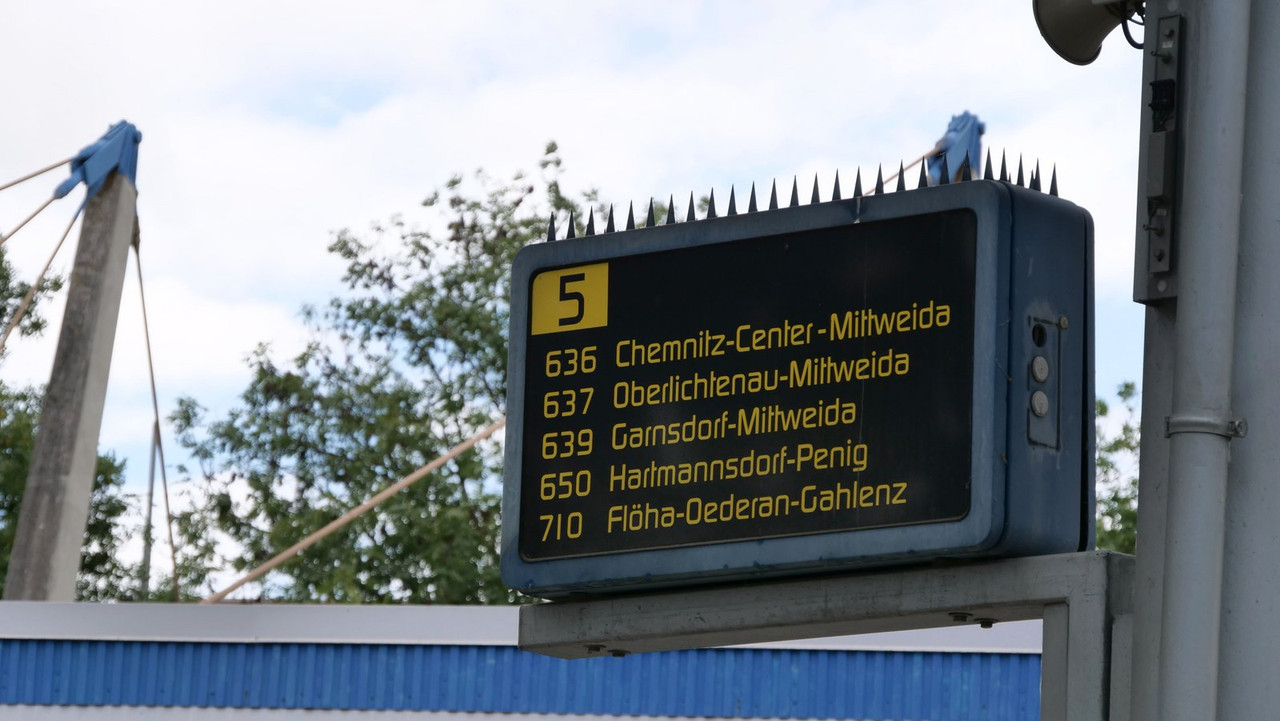 5
636 Chemnitz-Center-Mittweida
637 Oberlichtenau-Mittweida
639 Garnsdorf-Mittweida
650 Hartmannsdorf-Penig
710 Flöha-Oederan-Gahlenz